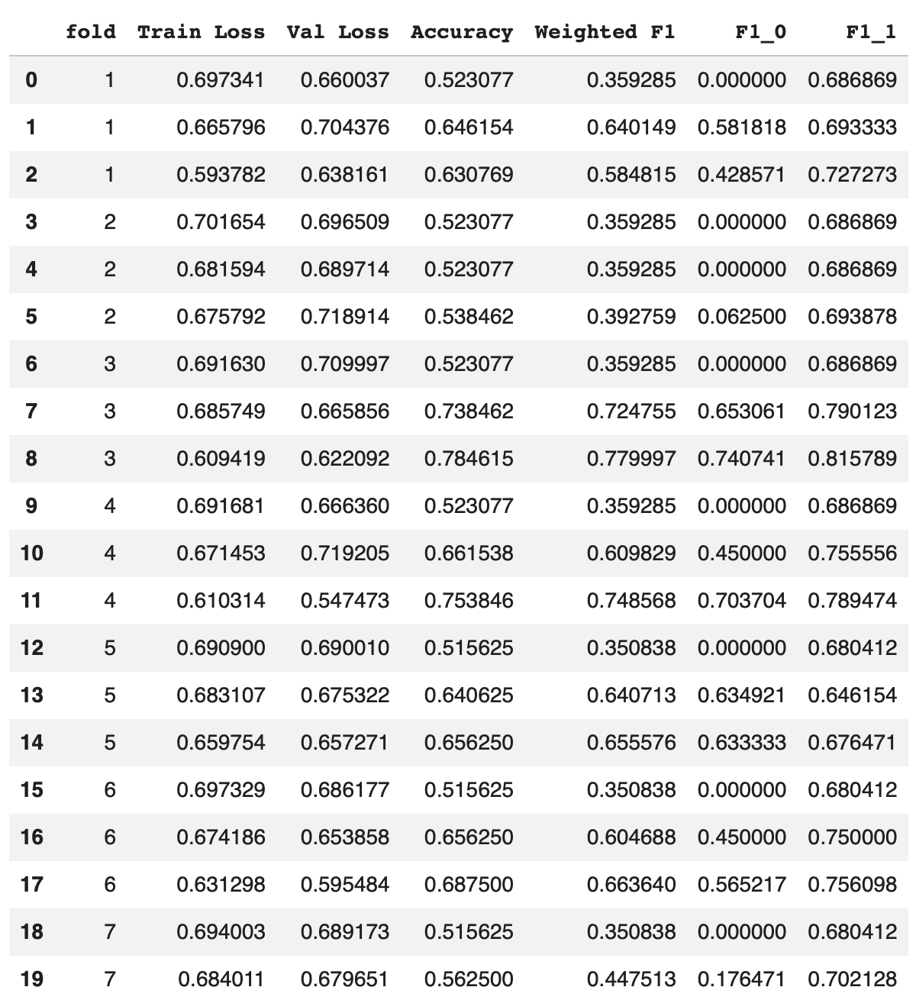 fold Train Loss Val Loss Accuracy Weighted F1 F1_0 F1_1
0 1 0.697341 0.660037 0.523077 0.359285 0.000000 0.686869
1 1 0.665796 0.704376 0.646154 0.640149 0.581818 0.693333
2 1 0.593782 0.638161 0.630769 0.584815 0.428571 0.727273
3 2 0.701654 0.696509 0.523077 0.359285 0.000000 0.686869
4 2 0.681594 0.689714 0.523077 0.359285 0.000000 0.686869
5 2 0.675792 0.718914 0.538462 0.392759 0.062500 0.693878
6 3 0.691630 0.709997 0.523077 0.359285 0.000000 0.686869
7 3 0.685749 0.665856 0.738462 0.724755 0.653061 0.790123
8 3 0.609419 0.622092 0.784615 0.779997 0.740741 0.815789
9 4 0.691681 0.666360 0.523077 0.359285 0.000000 0.686869
10 4 0.671453 0.719205 0.661538 0.609829 0.450000 0.755556
11 4 0.610314 0.547473 0.753846 0.748568 0.703704 0.789474
12 5 0.690900 0.690010 0.515625 0.350838 0.000000 0.680412
13 5 0.683107 0.675322 0.640625 0.640713 0.634921 0.646154
14 5 0.659754 0.657271 0.656250 0.655576 0.633333 0.676471
15 6 0.697329 0.686177 0.515625 0.350838 0.000000 0.680412
16 6 0.674186 0.653858 0.656250 0.604688 0.450000 0.750000
17 6 0.631298 0.595484 0.687500 0.663640 0.565217 0.756098
18 7 0.694003 0.689173 0.515625 0.350838 0.000000 0.680412
19 7 0.684011 0.679651 0.562500 0.447513 0.176471 0.702128